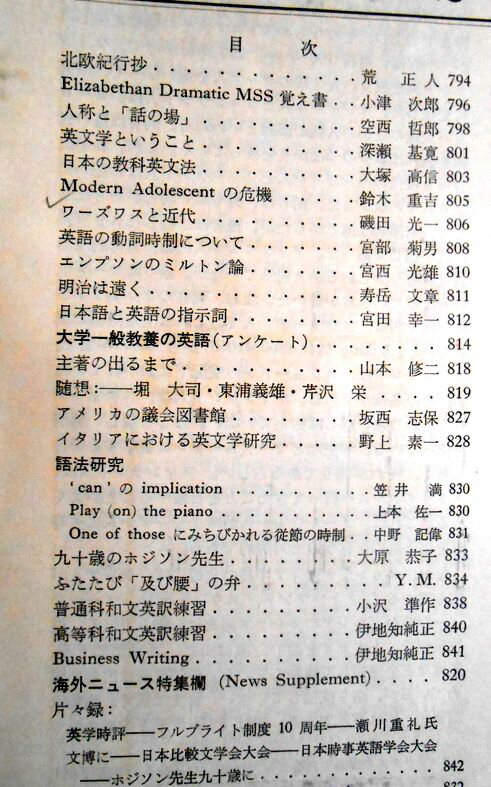 目 次
北欧紀行抄 . . . . . . . . . . . . 荒 正人 794
Elizabethan Dramatic MSS 覚え書 . . 小津 次郎 796
人称と「話の場」 . . . . . . . . . . 空西 哲郎 798
英文学ということ . . . . . . . . . . 深瀬 基寛 801
日本の教科英文法 . . . . . . . . . . 大塚 高信 803
Modern Adolescent の危機 . . . . . . 鈴木 重吉 805
ワーズワスと近代 . . . . . . . . . . 磯田 光一 806
英語の動詞時制について . . . . . . . 宮部 菊男 808
エンプソンのミルトン論 . . . . . . . 宮西 光雄 810
明治は遠く . . . . . . . . . . . . 寿岳 文章 811
日本語と英語の指示詞 . . . . . . . . 宮田 幸一 812
大学一般教養の英語 (アンケート) . . . . . . . . 814
主著の出るまで . . . . . . . . . . . 山本 修二 818
随想:——堀 大司・東浦義雄・芹沢 栄 . . . . 819
アメリカの議会図書館 . . . . . . . . 坂西 志保 827
イタリアにおける英文学研究 . . . . . 野上 素一 828
語法研究
‘can’ の implication . . . . . . . . . 笠井 満 830
Play (on) the piano . . . . . . . . . . 上本 佐一 830
One of those にみちびかれる従節の時制 . . 中野 記偉 831
九十歳のホジソン先生 . . . . . . . . 大原 恭子 833
ふたたび「及び腰」の弁 . . . . . . . . . Y. M. 834
普通科和文英訳練習 . . . . . . . . . 小沢 準作 838
高等科和文英訳練習 . . . . . . . . . 伊地知純正 840
Business Writing . . . . . . . . . . 伊地知純正 841
海外ニュース特集欄 (News Supplement) . . . . 820
片々録:
英学時評——フルブライト制度 10 周年——瀬川重礼氏
文博に——日本比較文学会大会——日本時事英語学会大会
——ホジソン先生九十歳に . . . . . . . . . . 842